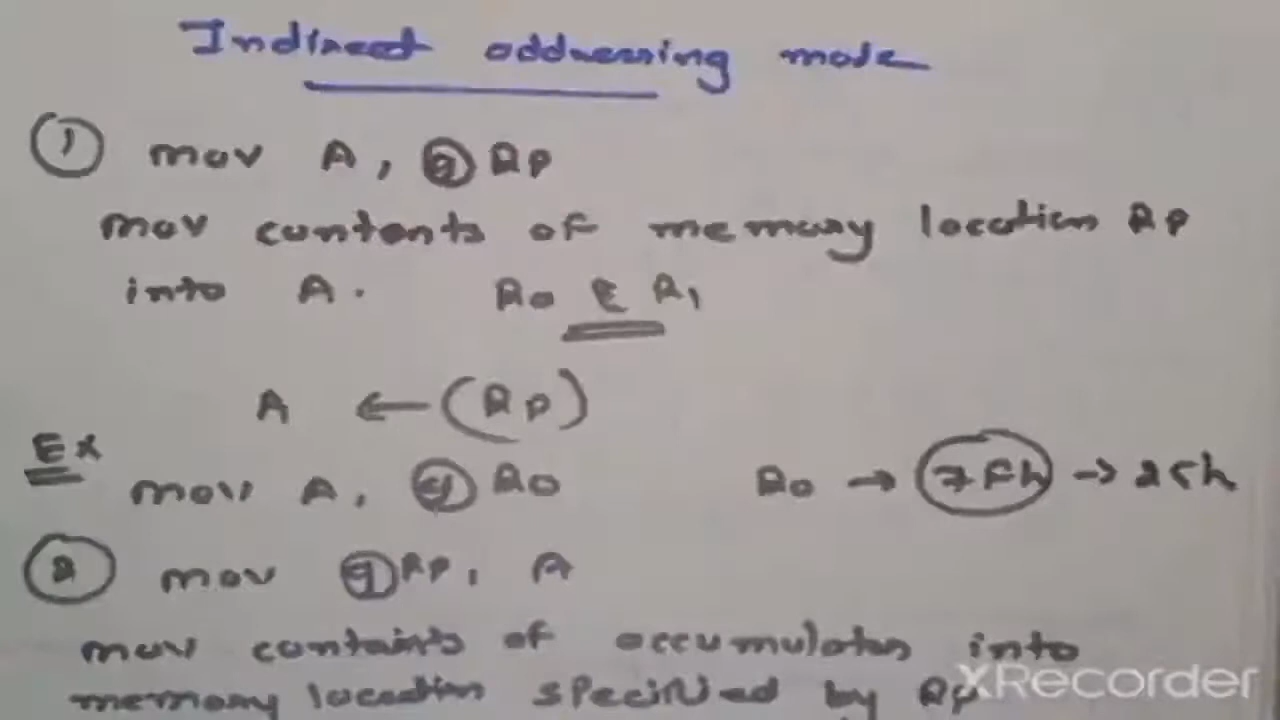 Indirect addressing mode
1 mov A, @ Rp
mov contents of memory location Rp
into A. R0 & R1
A ← (Rp)
Ex
mov A, @ R0 R0 → 7Fh → 25h
2 mov @Rp, A
mov containts of accumulator into
memory location specified by Rp
XRecorder